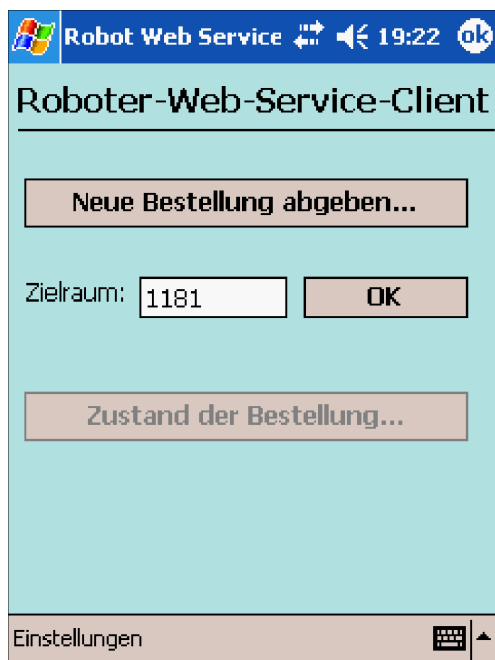 Robot Web Service 19:22 ok
Roboter-Web-Service-Client
Neue Bestellung abgeben...
Zielraum: 1181 OK
Zustand der Bestellung...
Einstellungen